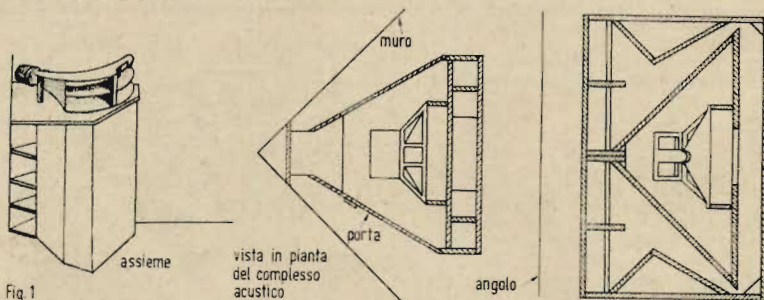 muro
porta
assieme
vista in pianta
del complesso
acustico
angolo
Fig. 1